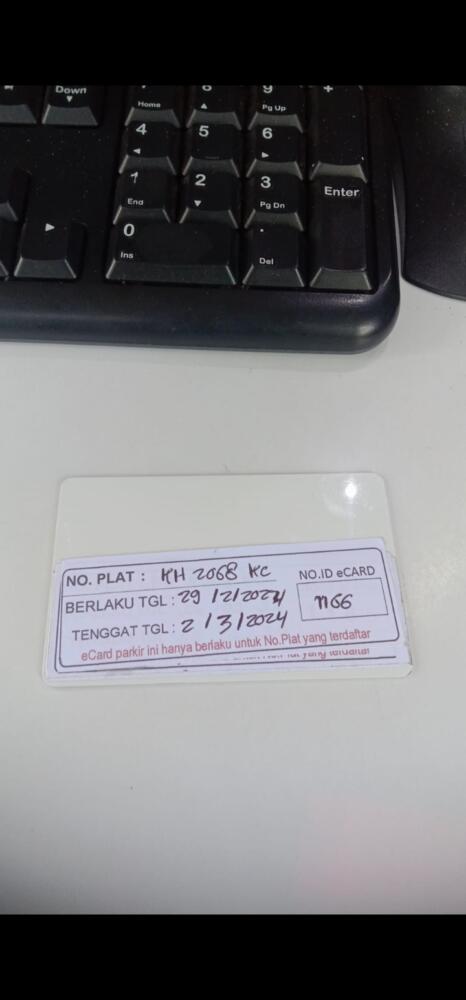 Down
Home
9
Pg Up
+
4
5
6
1
End
2
3
Pg Dn
Enter
0
Ins
.
Del
NO. PLAT : KH 2068 KC
NO.ID eCARD
BERLAKU TGL : 29 /2/2024
TENGGAT TGL : 2 /3/2024
eCard parkir ini hanya berlaku untuk No.Plat yang terdaftar